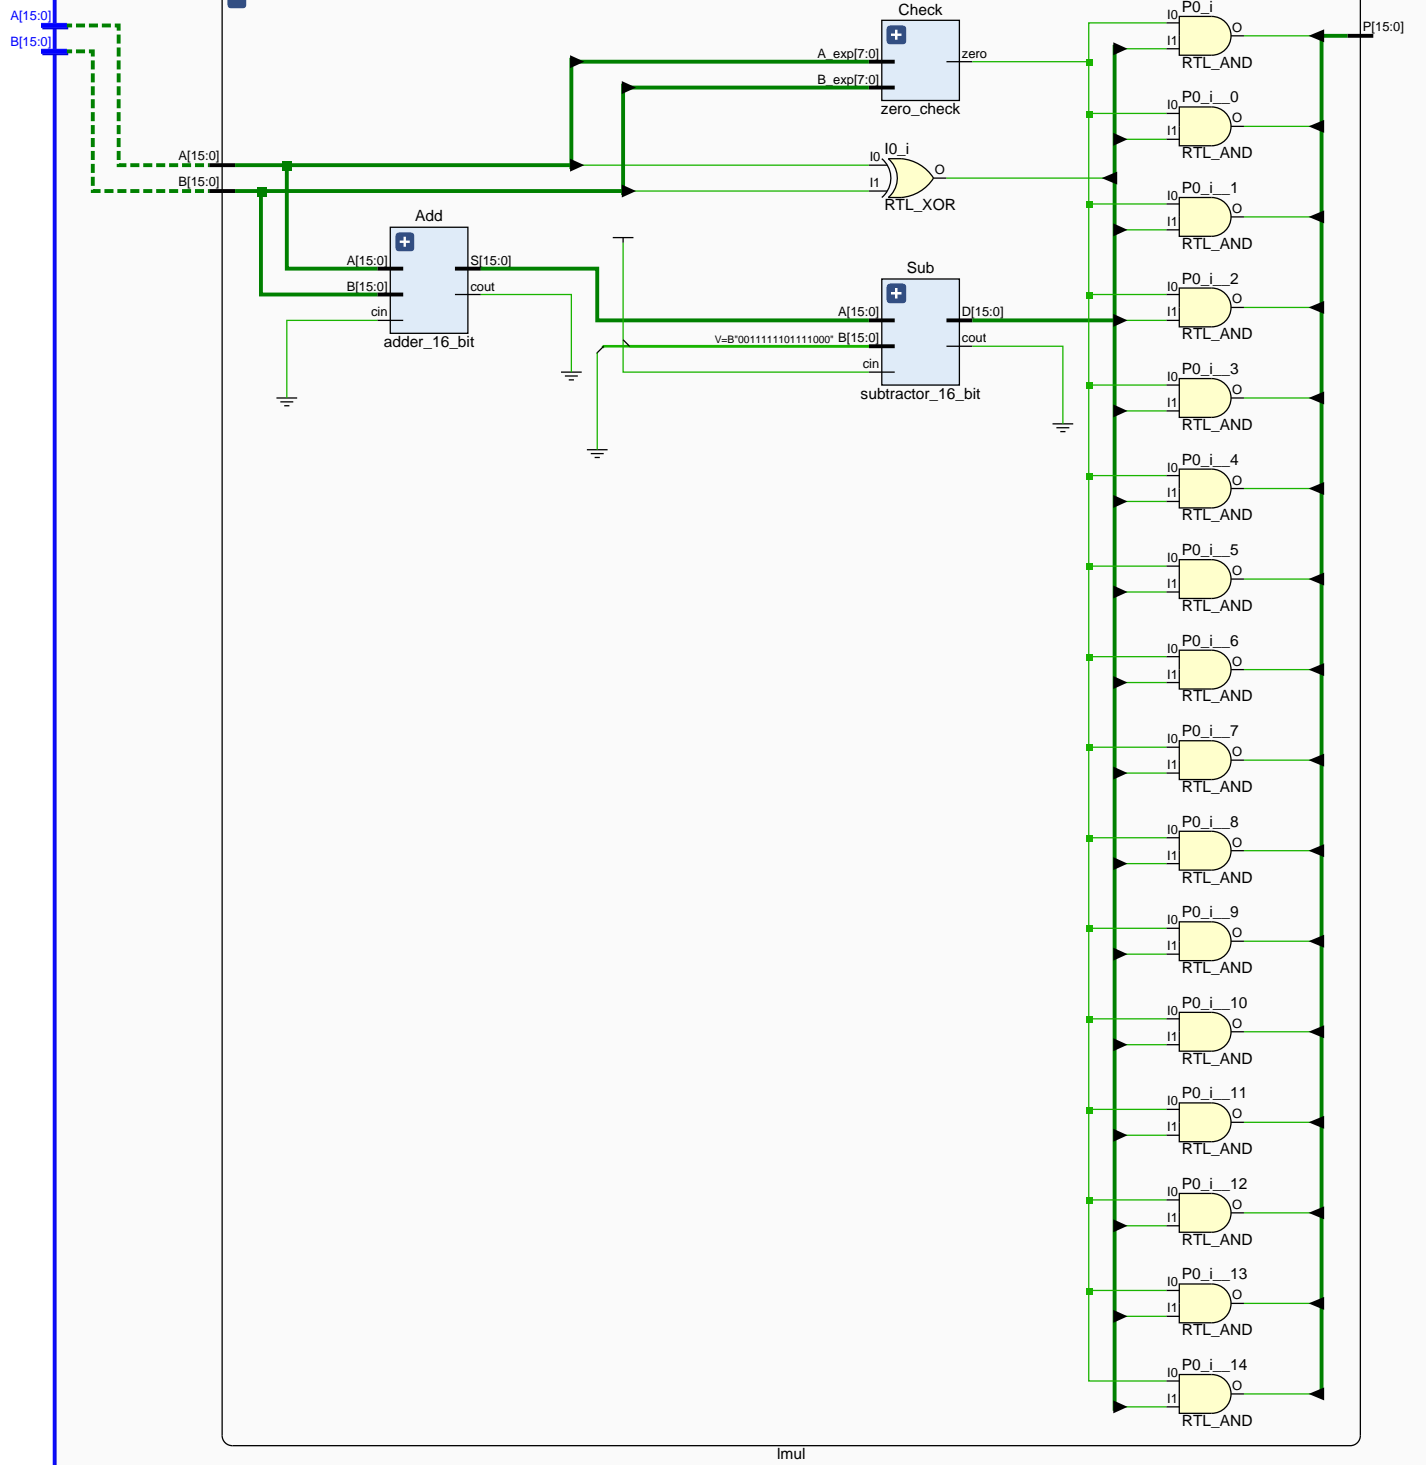 A[15:0]
B[15:0]
A[15:0]
B[15:0]
Check
A_exp[7:0]
B_exp[7:0]
zero
zero_check
I0_i
I0
I1
O
RTL_XOR
Add
A[15:0]
B[15:0]
cin
S[15:0]
cout
adder_16_bit
Sub
A[15:0]
V=B"0011111101111000" B[15:0]
cin
D[15:0]
cout
subtractor_16_bit
P0_i
I0
I1
O
RTL_AND
P[15:0]
P0_i__0
I0
I1
O
RTL_AND
P0_i__1
I0
I1
O
RTL_AND
P0_i__2
I0
I1
O
RTL_AND
P0_i__3
I0
I1
O
RTL_AND
P0_i__4
I0
I1
O
RTL_AND
P0_i__5
I0
I1
O
RTL_AND
P0_i__6
I0
I1
O
RTL_AND
P0_i__7
I0
I1
O
RTL_AND
P0_i__8
I0
I1
O
RTL_AND
P0_i__9
I0
I1
O
RTL_AND
P0_i__10
I0
I1
O
RTL_AND
P0_i__11
I0
I1
O
RTL_AND
P0_i__12
I0
I1
O
RTL_AND
P0_i__13
I0
I1
O
RTL_AND
P0_i__14
I0
I1
O
RTL_AND
lmul